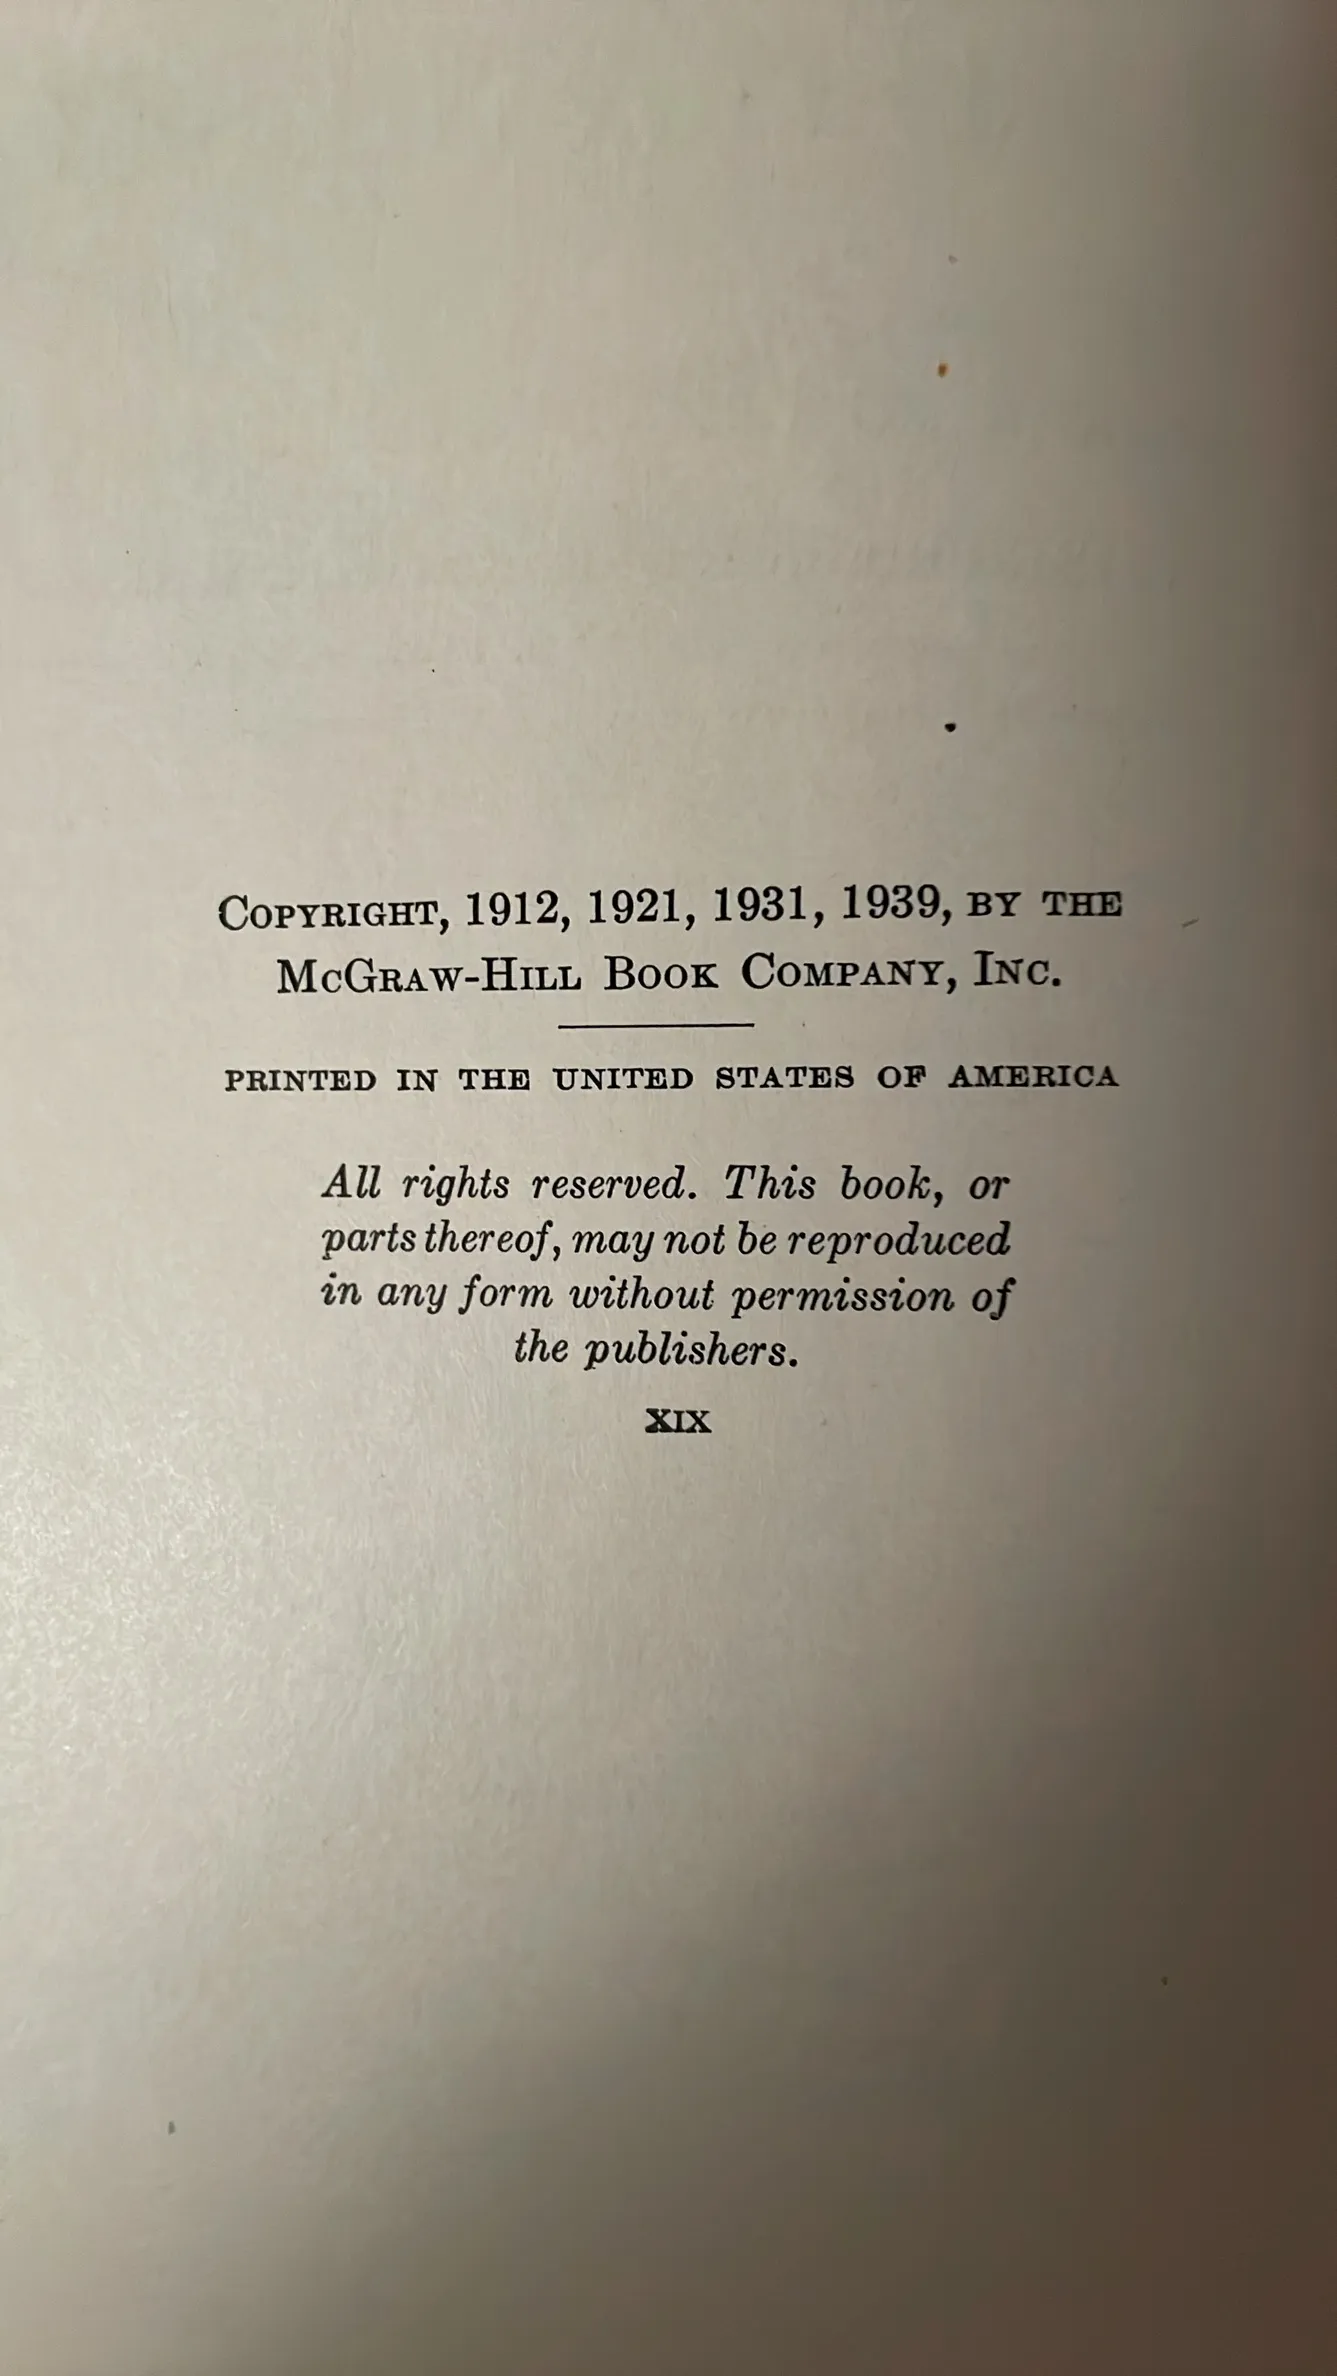 Copyright, 1912, 1921, 1931, 1939, by the
McGraw-Hill Book Company, Inc.
PRINTED IN THE UNITED STATES OF AMERICA
All rights reserved. This book, or
parts thereof, may not be reproduced
in any form without permission of
the publishers.
XIX